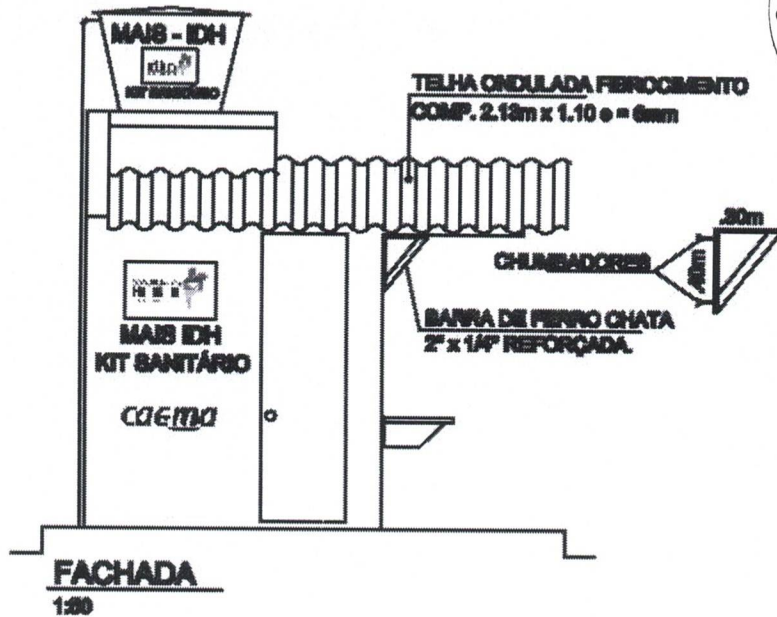 MAIS - IDH
KIT SANITÁRIO
TELHA ONDULADA FIBROCIMENTO
COMP. 2.13m x 1.10 e = 6mm
.30m
CHUMBADORES
.40m
BARRA DE FERRO CHATA
2" x 1/4" REFORÇADA.
MAIS IDH
KIT SANITÁRIO
caema
FACHADA
1:50